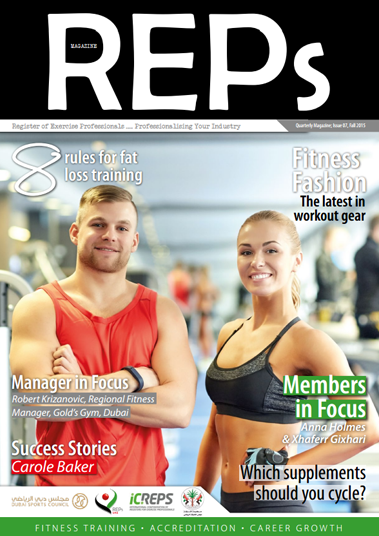 REPs
MAGAZINE
Register of Exercise Professionals .... Professionalising Your Industry
Quarterly Magazine; Issue 07, Fall 2015
8 rules for fat
loss training
Fitness
Fashion
The latest in
workout gear
Manager in Focus
Robert Krizanovic, Regional Fitness
Manager, Gold's Gym, Dubai
Members
in Focus
Anna Holmes
& Xhaferr Gixhari
Success Stories
Carole Baker
Which supplements
should you cycle?
مجلس دبي الرياضي
DUBAI SPORTS COUNCIL
REPs
iCREPS
FITNESS TRAINING • ACCREDITATION • CAREER GROWTH